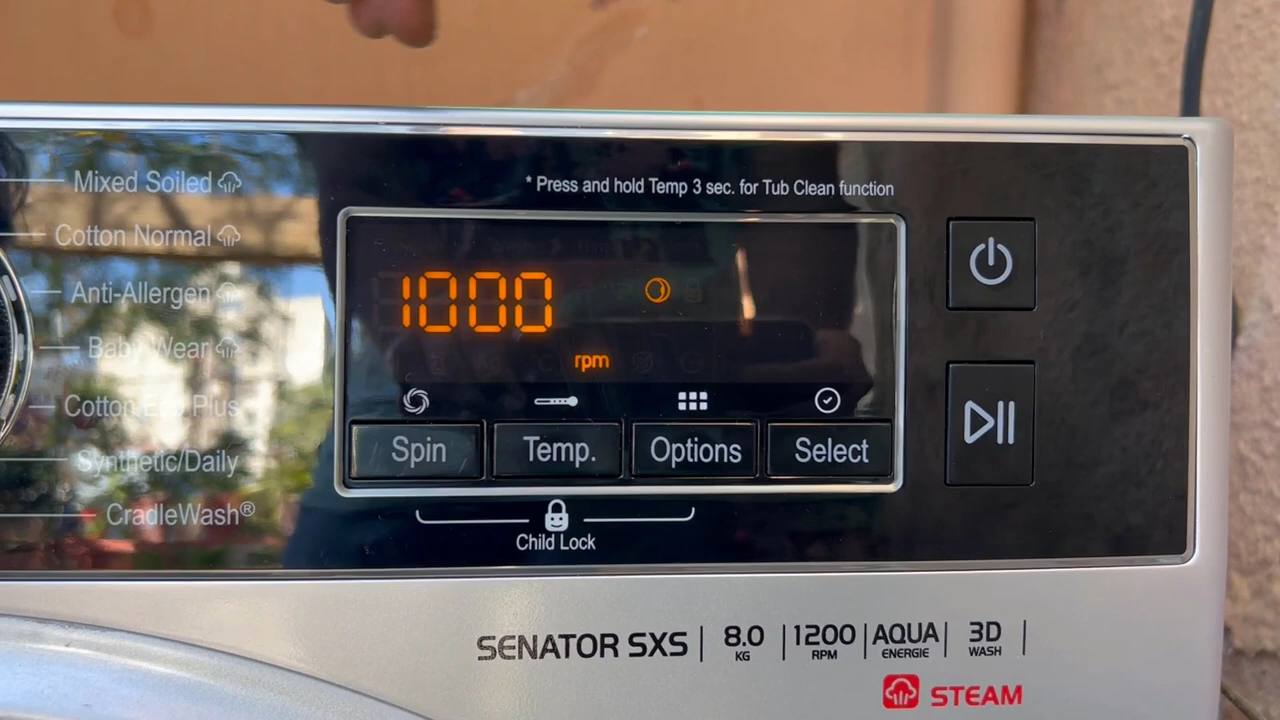 * Press and hold Temp 3 sec. for Tub Clean function
Mixed Soiled
Cotton Normal
Anti-Allergen
Baby Wear
Cotton Eco Plus
Synthetic/Daily
CradleWash®
1000
rpm
Spin
Temp.
Options
Select
Child Lock
SENATOR SXS
8.0
KG
1200
RPM
AQUA
ENERGIE
3D
WASH
STEAM